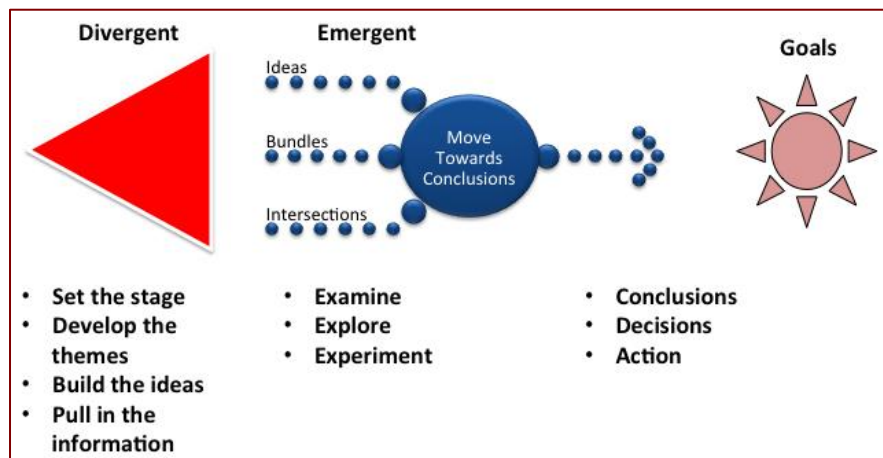 Divergent
Emergent
Goals
Ideas
Bundles
Intersections
Move
Towards
Conclusions
• Set the stage
• Develop the
themes
• Build the ideas
• Pull in the
information
• Examine
• Explore
• Experiment
• Conclusions
• Decisions
• Action